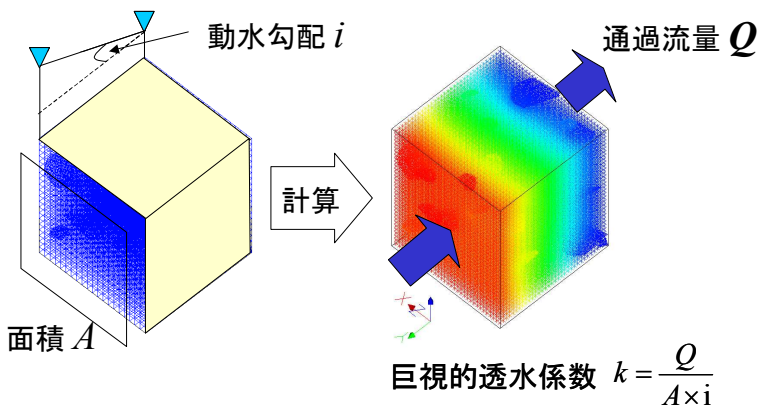 動水勾配 i
通過流量 Q
計算
面積 A
X
Z
Y
巨視的透水係数 k = Q / A×i